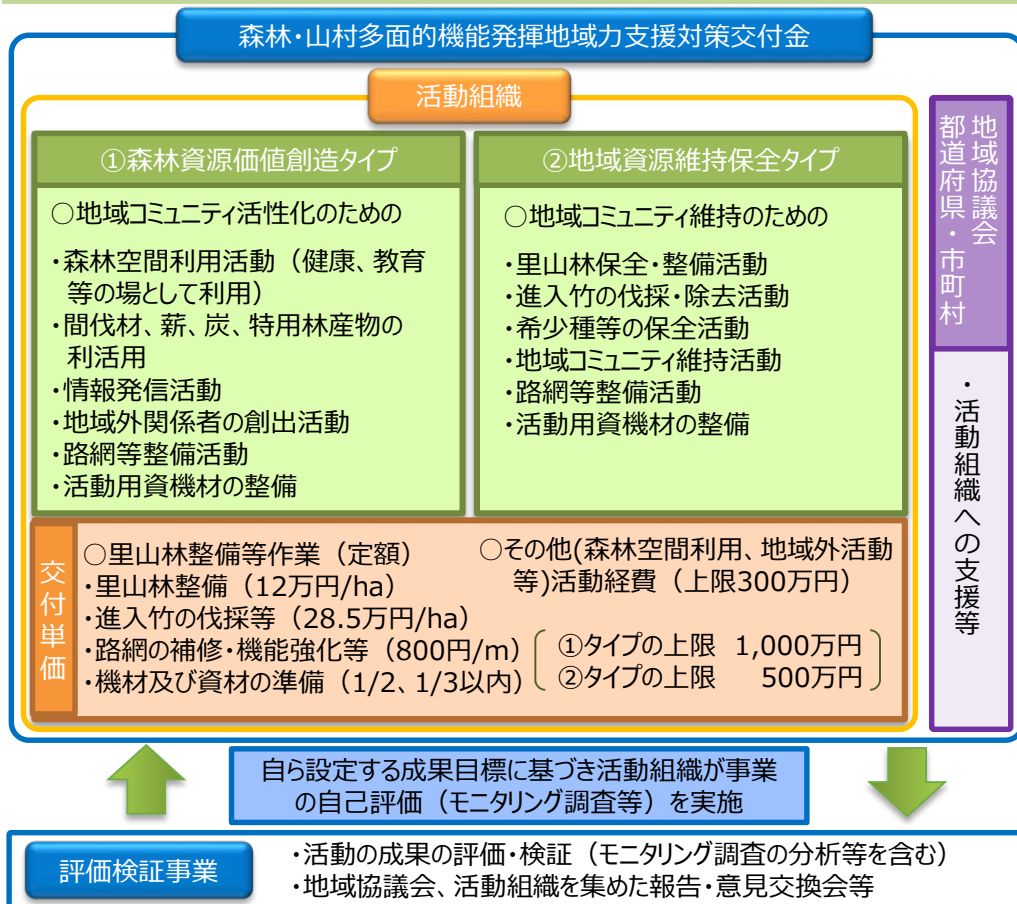 森林・山村多面的機能発揮地域力支援対策交付金
活動組織
①森林資源価値創造タイプ
○地域コミュニティ活性化のための
・森林空間利用活動（健康、教育
等の場として利用）
・間伐材、薪、炭、特用林産物の
利活用
・情報発信活動
・地域外関係者の創出活動
・路網等整備活動
・活動用資機材の整備
②地域資源維持保全タイプ
○地域コミュニティ維持のための
・里山林保全・整備活動
・進入竹の伐採・除去活動
・希少種等の保全活動
・地域コミュニティ維持活動
・路網等整備活動
・活動用資機材の整備
交付単価
○里山林整備等作業（定額）
・里山林整備（12万円/ha）
・進入竹の伐採等（28.5万円/ha）
・路網の補修・機能強化等（800円/m）
・機材及び資材の準備（1/2、1/3以内）
○その他(森林空間利用、地域外活動
等)活動経費（上限300万円）
①タイプの上限 1,000万円
②タイプの上限 500万円
地域協議会
都道府県・市町村
・活動組織への支援等
自ら設定する成果目標に基づき活動組織が事業
の自己評価（モニタリング調査等）を実施
評価検証事業
・活動の成果の評価・検証（モニタリング調査の分析等を含む）
・地域協議会、活動組織を集めた報告・意見交換会等